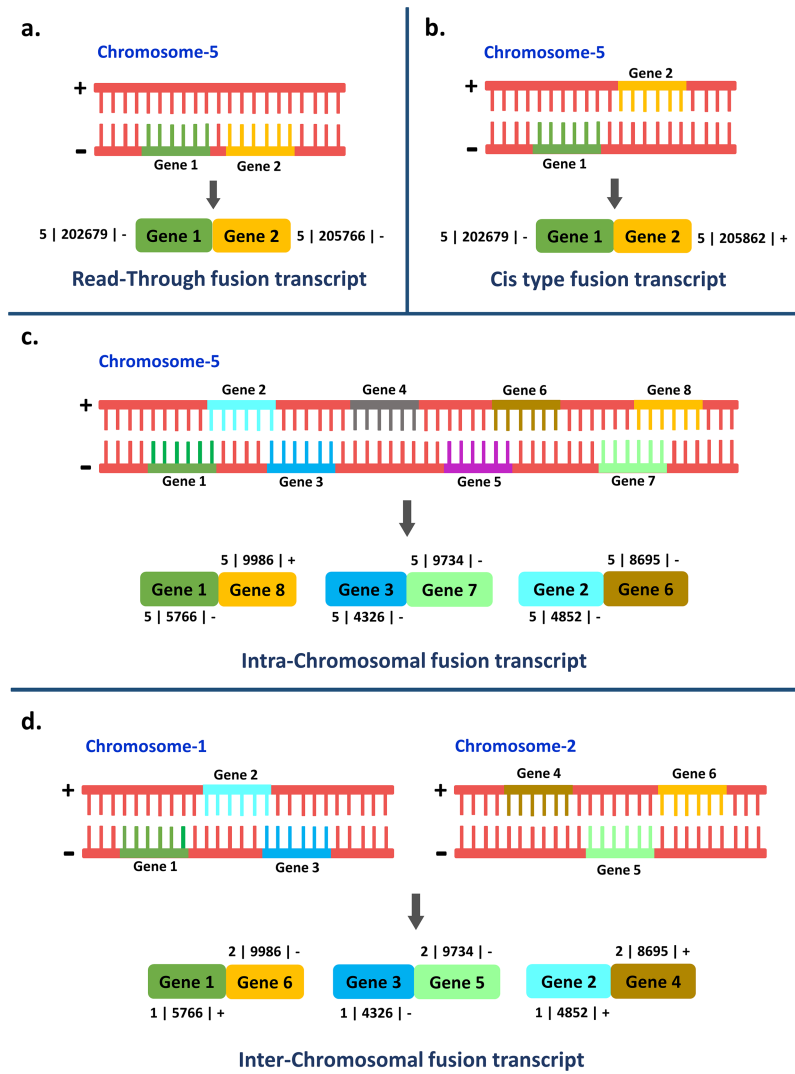 a.
Chromosome-5
+
-
Gene 1
Gene 2
5 | 202679 | -
Gene 1
Gene 2
5 | 205766 | -
Read-Through fusion transcript
b.
Chromosome-5
Gene 2
+
-
Gene 1
5 | 202679 | -
Gene 1
Gene 2
5 | 205862 | +
Cis type fusion transcript
c.
Chromosome-5
Gene 2
Gene 4
Gene 6
Gene 8
+
-
Gene 1
Gene 3
Gene 5
Gene 7
5 | 9986 | +
5 | 9734 | -
5 | 8695 | -
Gene 1
Gene 8
Gene 3
Gene 7
Gene 2
Gene 6
5 | 5766 | -
5 | 4326 | -
5 | 4852 | -
Intra-Chromosomal fusion transcript
d.
Chromosome-1
Gene 2
+
-
Gene 1
Gene 3
Chromosome-2
Gene 4
Gene 6
+
-
Gene 5
2 | 9986 | -
2 | 9734 | -
2 | 8695 | +
Gene 1
Gene 6
Gene 3
Gene 5
Gene 2
Gene 4
1 | 5766 | +
1 | 4326 | -
1 | 4852 | +
Inter-Chromosomal fusion transcript